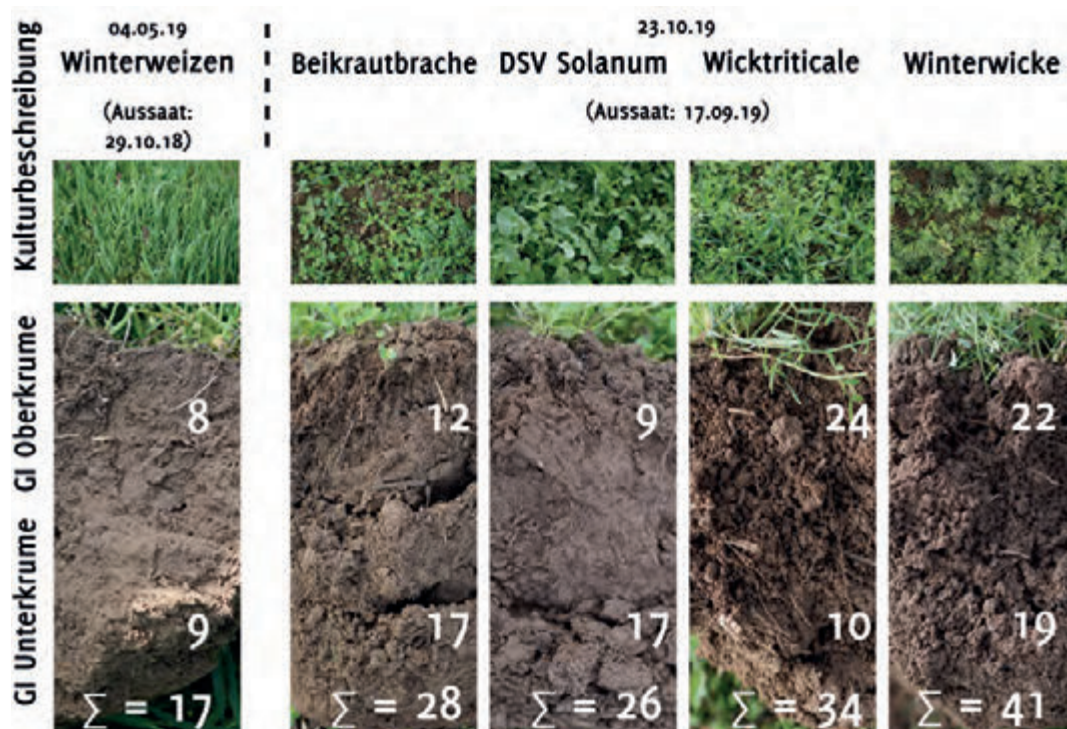 Kulturbeschreibung
04.05.19
Winterweizen
(Aussaat:
29.10.18)
23.10.19
Beikrautbrache DSV Solanum Wicktriticale Winterwicke
(Aussaat: 17.09.19)
GI Oberkrume
8 12 9 24 22
GI Unterkrume
9 17 17 10 19
∑ = 17 ∑ = 28 ∑ = 26 ∑ = 34 ∑ = 41